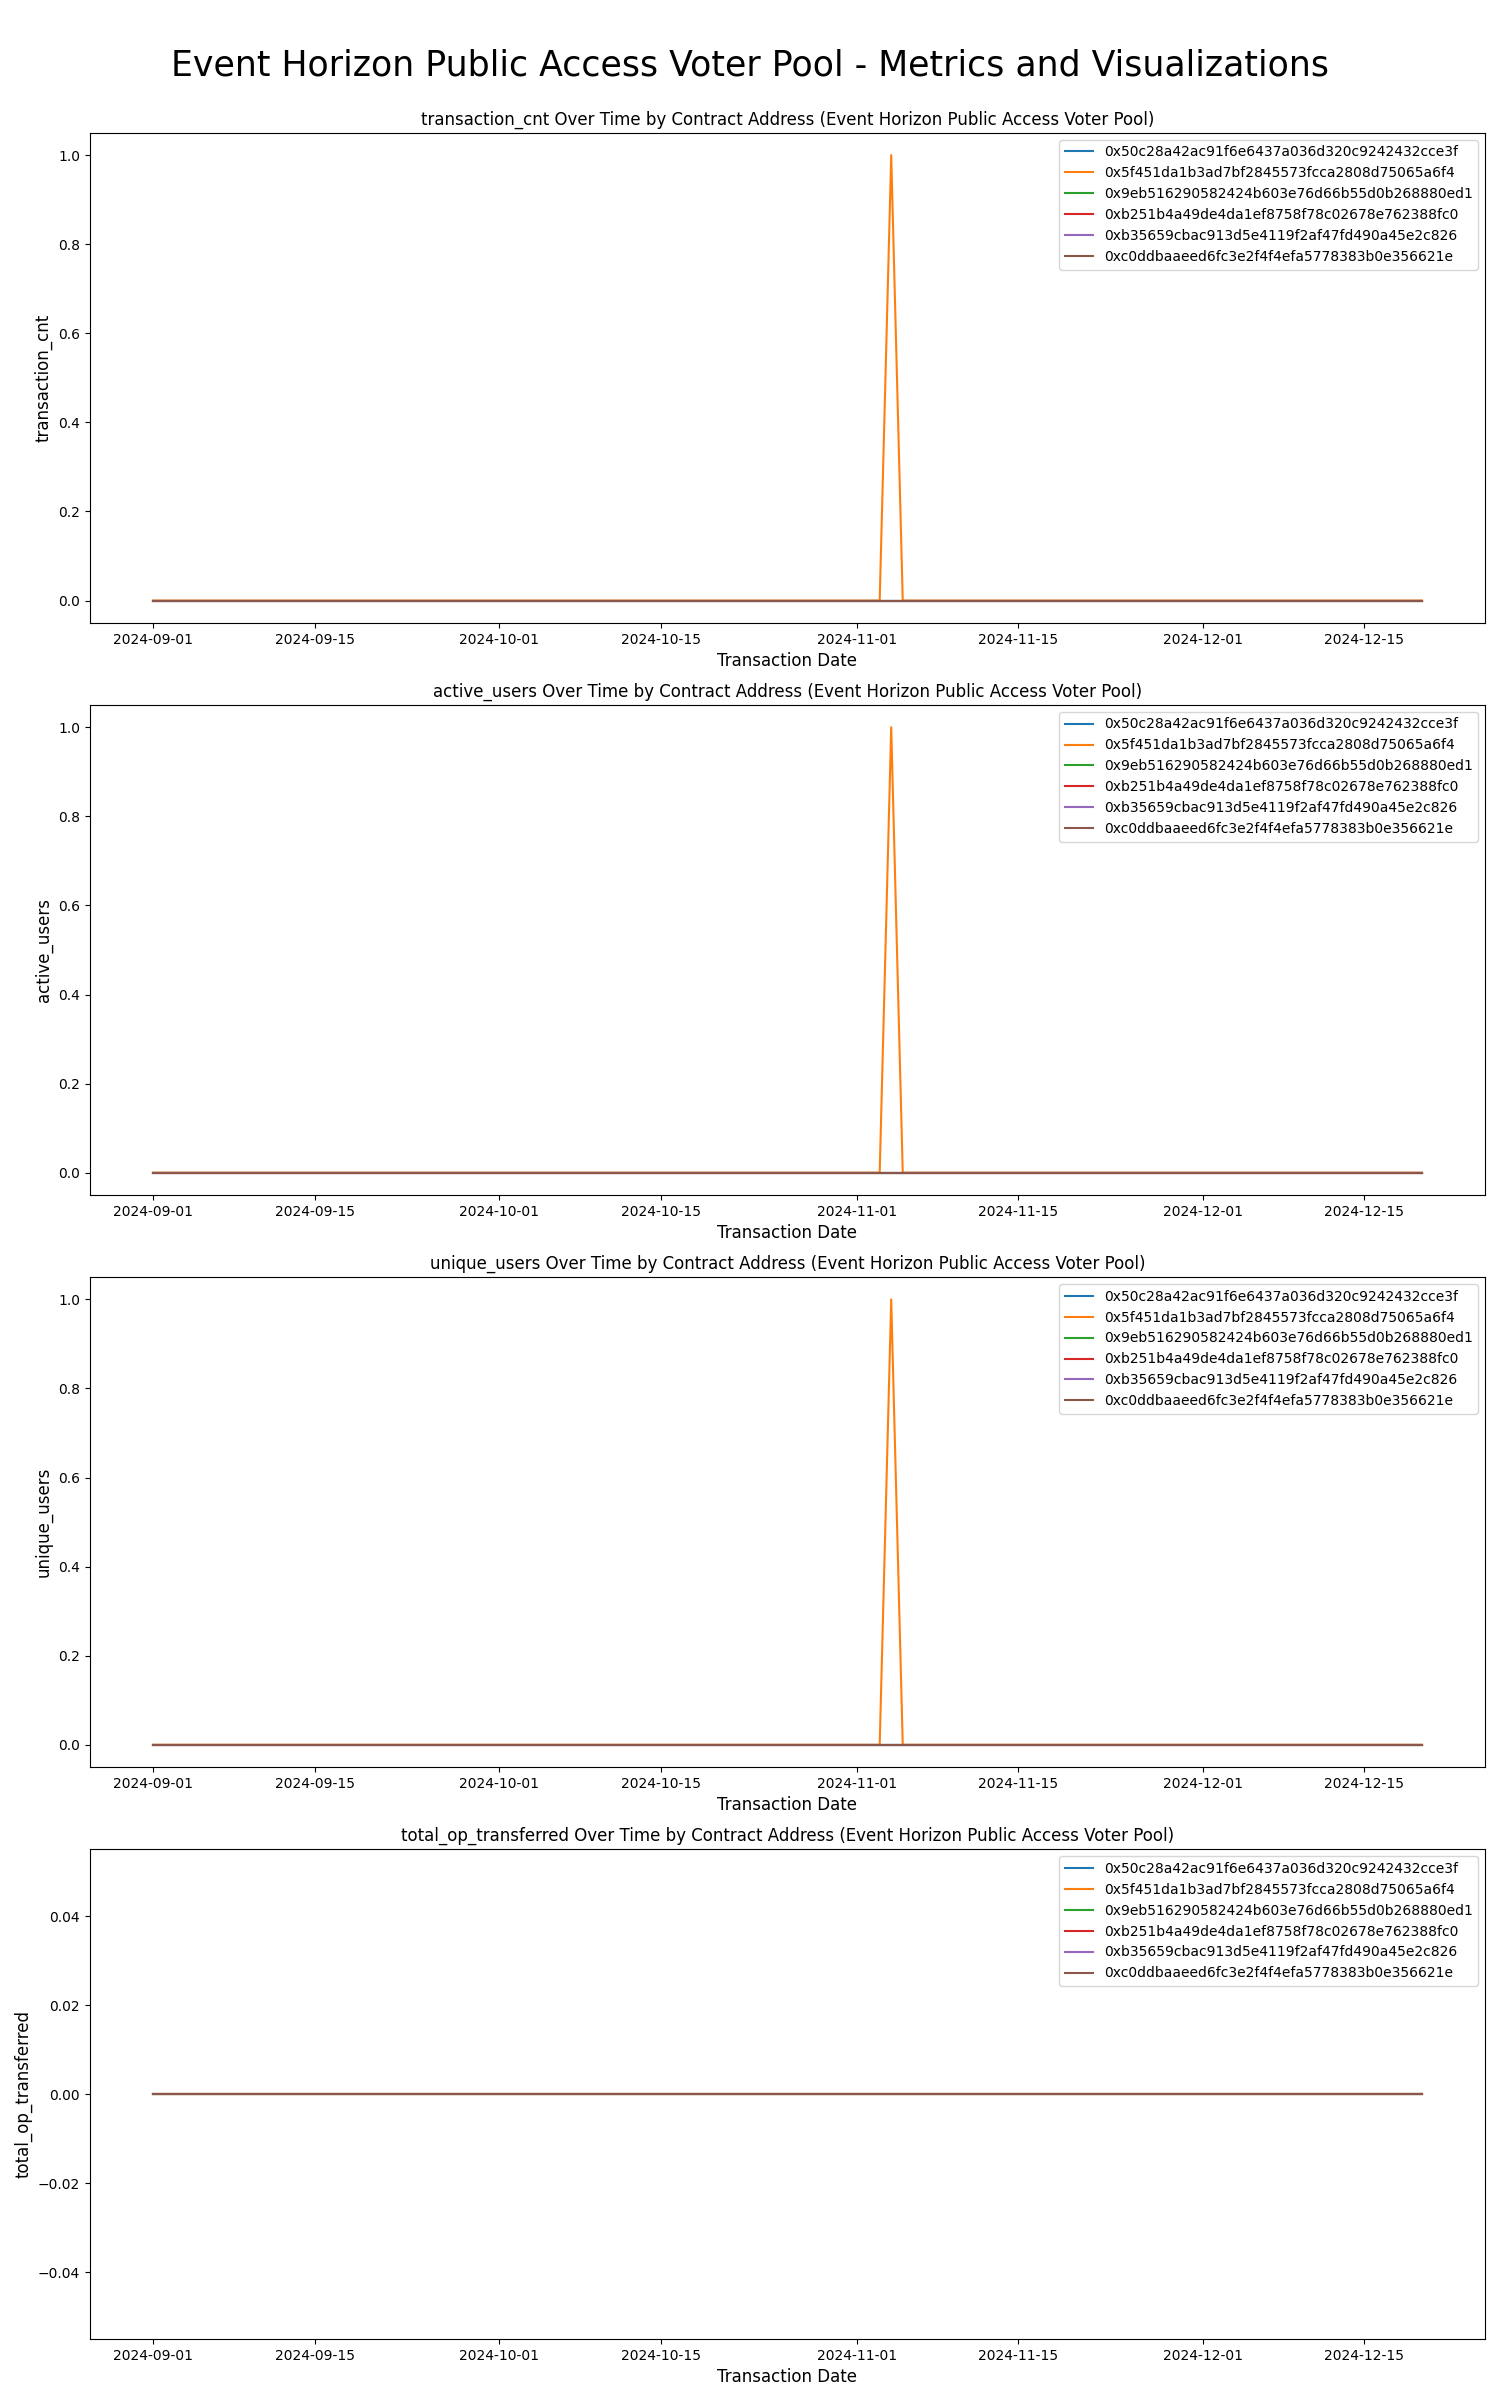 Event Horizon Public Access Voter Pool - Metrics and Visualizations
transaction_cnt Over Time by Contract Address (Event Horizon Public Access Voter Pool)
0x50c28a42ac91f6e6437a036d320c9242432cce3f
0x5f451da1b3ad7bf2845573fcca2808d75065a6f4
0x9eb516290582424b603e76d66b55d0b268880ed1
0xb251b4a49de4da1ef8758f78c02678e762388fc0
0xb35659cbac913d5e4119f2af47fd490a45e2c826
0xc0ddbaaeed6fc3e2f4f4efa5778383b0e356621e
1.0
0.8
0.6
0.4
0.2
0.0
transaction_cnt
2024-09-01 2024-09-15 2024-10-01 2024-10-15 2024-11-01 2024-11-15 2024-12-01 2024-12-15
Transaction Date
active_users Over Time by Contract Address (Event Horizon Public Access Voter Pool)
0x50c28a42ac91f6e6437a036d320c9242432cce3f
0x5f451da1b3ad7bf2845573fcca2808d75065a6f4
0x9eb516290582424b603e76d66b55d0b268880ed1
0xb251b4a49de4da1ef8758f78c02678e762388fc0
0xb35659cbac913d5e4119f2af47fd490a45e2c826
0xc0ddbaaeed6fc3e2f4f4efa5778383b0e356621e
1.0
0.8
0.6
0.4
0.2
0.0
active_users
2024-09-01 2024-09-15 2024-10-01 2024-10-15 2024-11-01 2024-11-15 2024-12-01 2024-12-15
Transaction Date
unique_users Over Time by Contract Address (Event Horizon Public Access Voter Pool)
0x50c28a42ac91f6e6437a036d320c9242432cce3f
0x5f451da1b3ad7bf2845573fcca2808d75065a6f4
0x9eb516290582424b603e76d66b55d0b268880ed1
0xb251b4a49de4da1ef8758f78c02678e762388fc0
0xb35659cbac913d5e4119f2af47fd490a45e2c826
0xc0ddbaaeed6fc3e2f4f4efa5778383b0e356621e
1.0
0.8
0.6
0.4
0.2
0.0
unique_users
2024-09-01 2024-09-15 2024-10-01 2024-10-15 2024-11-01 2024-11-15 2024-12-01 2024-12-15
Transaction Date
total_op_transferred Over Time by Contract Address (Event Horizon Public Access Voter Pool)
0x50c28a42ac91f6e6437a036d320c9242432cce3f
0x5f451da1b3ad7bf2845573fcca2808d75065a6f4
0x9eb516290582424b603e76d66b55d0b268880ed1
0xb251b4a49de4da1ef8758f78c02678e762388fc0
0xb35659cbac913d5e4119f2af47fd490a45e2c826
0xc0ddbaaeed6fc3e2f4f4efa5778383b0e356621e
0.04
0.02
0.00
−0.02
−0.04
total_op_transferred
2024-09-01 2024-09-15 2024-10-01 2024-10-15 2024-11-01 2024-11-15 2024-12-01 2024-12-15
Transaction Date